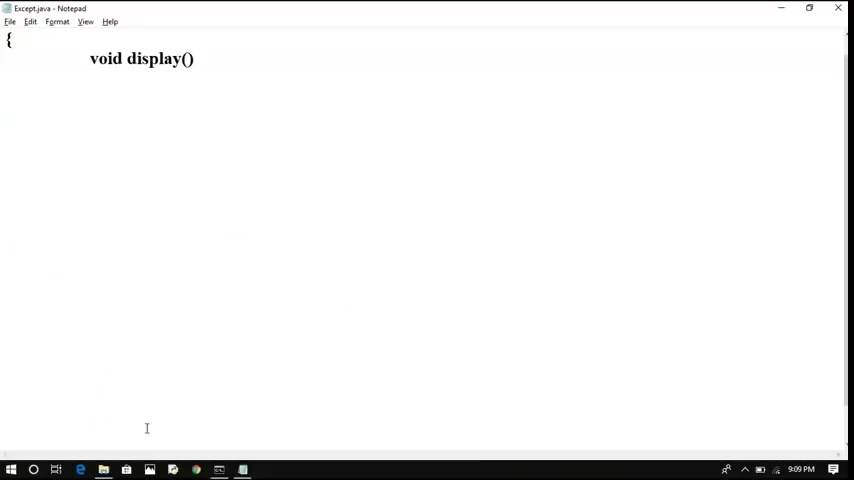 Except.java - Notepad
File Edit Format View Help
{
void display()
9:09 PM